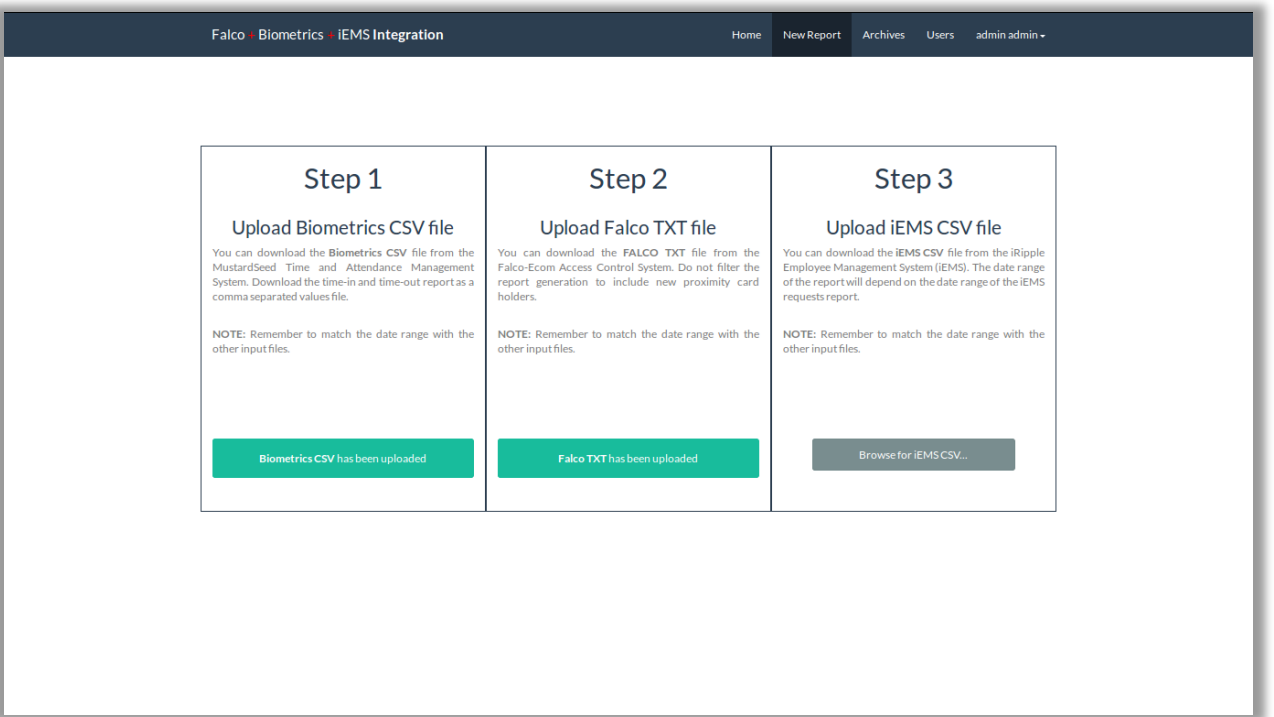 Falco + Biometrics + iEMS Integration
Home New Report Archives Users admin admin
Step 1
Upload Biometrics CSV file
You can download the Biometrics CSV file from the
MustardSeed Time and Attendance Management
System. Download the time-in and time-out report as a
comma separated values file.
NOTE: Remember to match the date range with the
other input files.
Biometrics CSV has been uploaded
Step 2
Upload Falco TXT file
You can download the FALCO TXT file from the
Falco-Ecom Access Control System. Do not filter the
report generation to include new proximity card
holders.
NOTE: Remember to match the date range with the
other input files.
Falco TXT has been uploaded
Step 3
Upload iEMS CSV file
You can download the iEMS CSV file from the iRipple
Employee Management System (iEMS). The date range
of the report will depend on the date range of the iEMS
requests report.
NOTE: Remember to match the date range with the
other input files.
Browse for iEMS CSV...